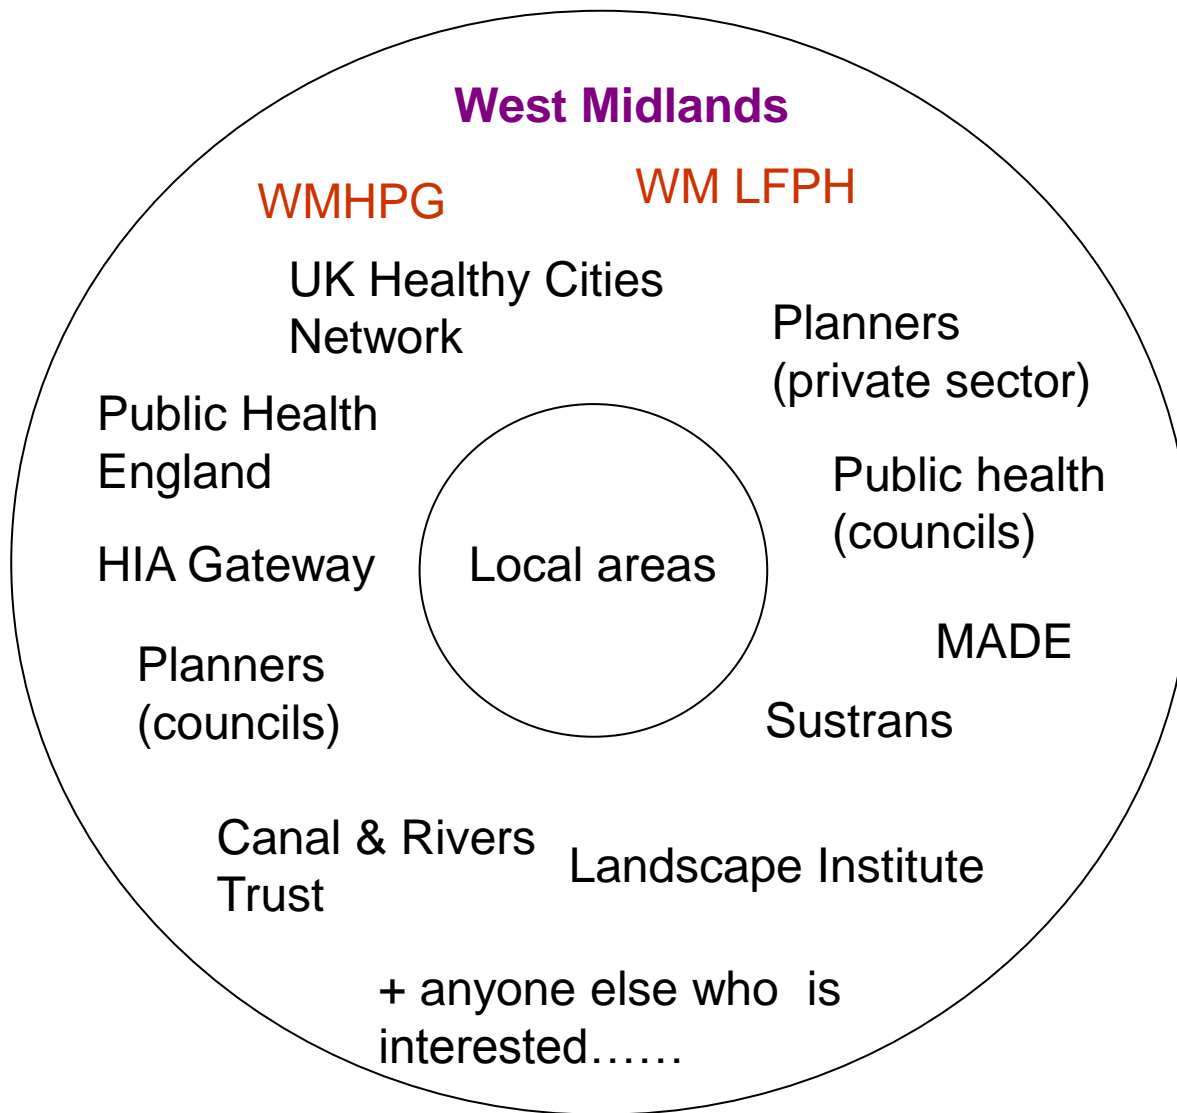 West Midlands
WMHPG
WM LFPH
UK Healthy Cities
Network
Planners
(private sector)
Public Health
England
Public health
(councils)
HIA Gateway
Local areas
MADE
Planners
(councils)
Sustrans
Canal & Rivers
Trust
Landscape Institute
+ anyone else who  is
interested……